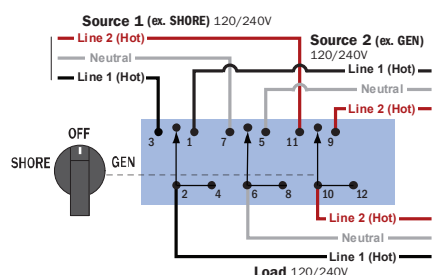 Source 1 (ex. SHORE) 120/240V
Line 2 (Hot)
Neutral
Line 1 (Hot)
Source 2 (ex. GEN)
120/240V
Line 1 (Hot)
Neutral
Line 2 (Hot)
3 1 7 5 11 9
OFF
SHORE GEN
2 4 6 8 10 12
Line 2 (Hot)
Neutral
Line 1 (Hot)
Load 120/240V